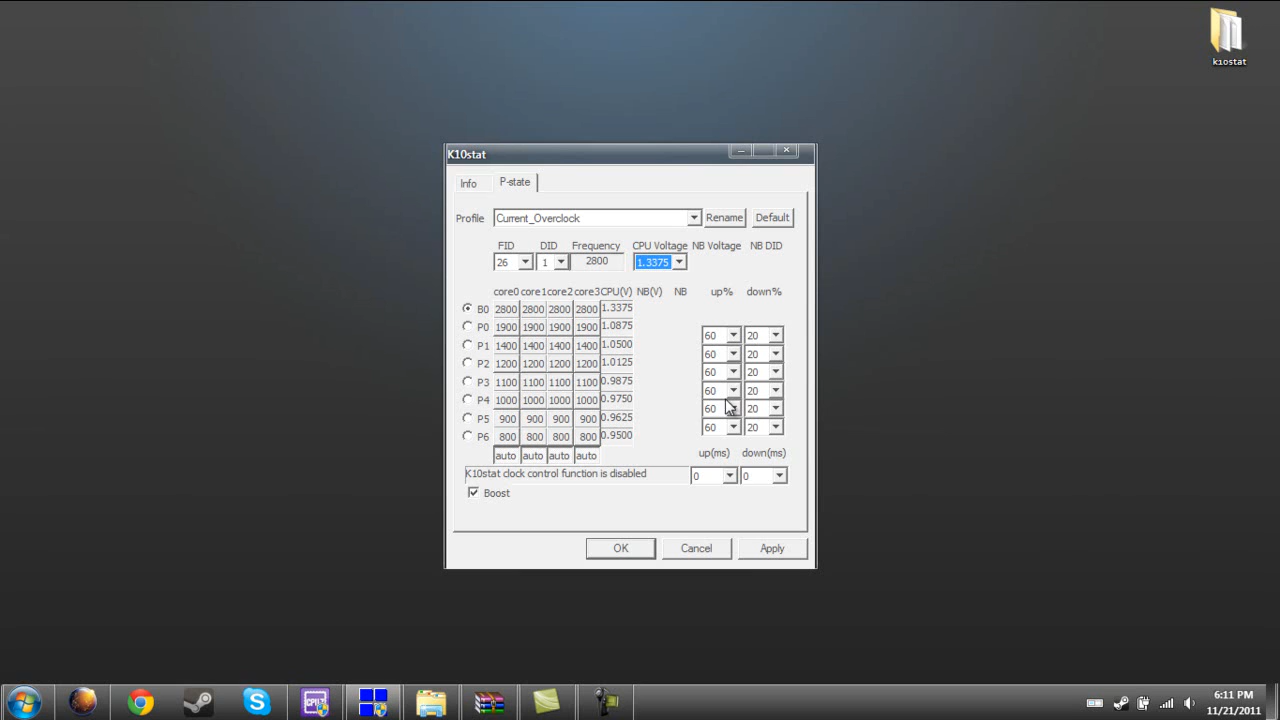 k10stat
K10stat
Info P-state
Profile Current_Overclock Rename Default
FID DID Frequency CPU Voltage NB Voltage NB DID
26 1 2800 1.3375
core0 core1 core2 core3 CPU(V) NB(V) NB up% down%
B0 2800 2800 2800 2800 1.3375
P0 1900 1900 1900 1900 1.0875 60 20
P1 1400 1400 1400 1400 1.0500 60 20
P2 1200 1200 1200 1200 1.0125 60 20
P3 1100 1100 1100 1100 0.9875 60 20
P4 1000 1000 1000 1000 0.9750 60 20
P5 900 900 900 900 0.9625 60 20
P6 800 800 800 800 0.9500
auto auto auto auto up(ms) down(ms)
K10stat clock control function is disabled 0 0
Boost
OK Cancel Apply
6:11 PM
11/21/2011